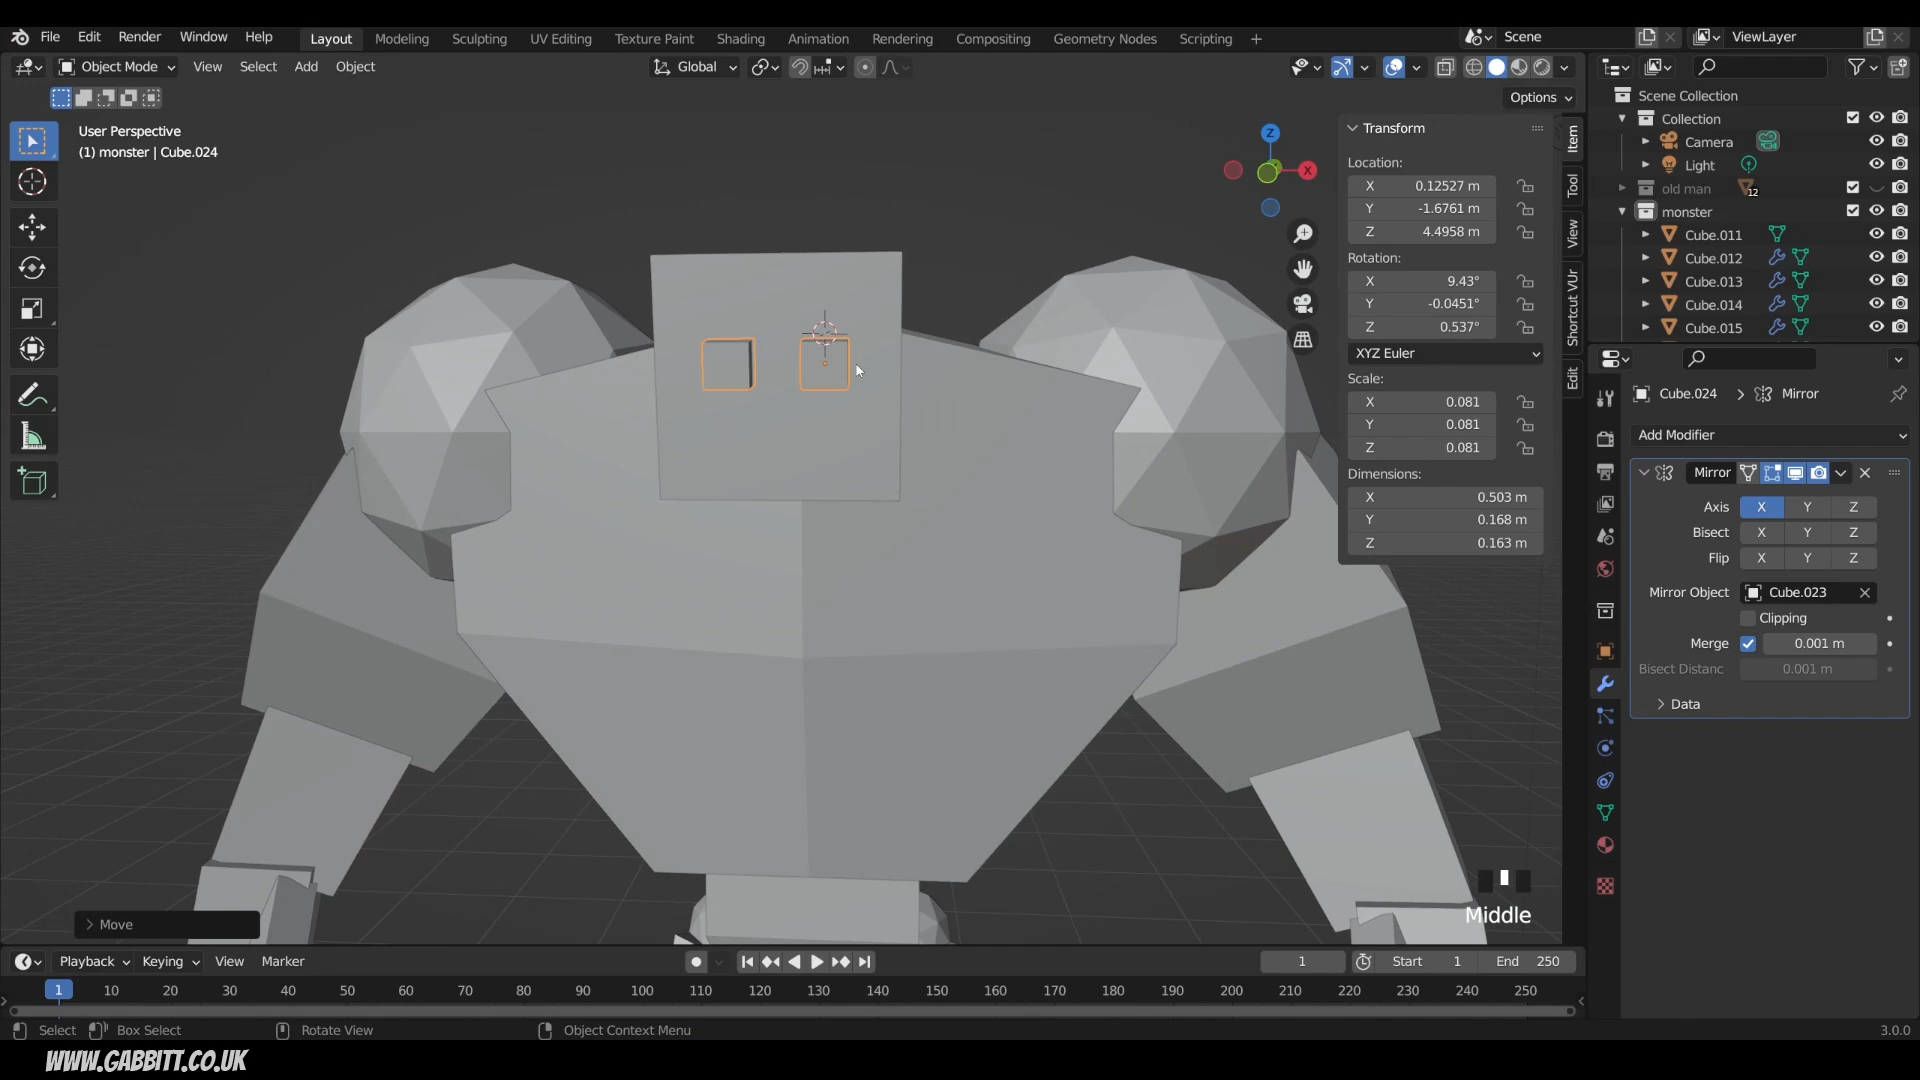 File Edit Render Window Help Layout Modeling Sculpting UV Editing Texture Paint Shading Animation Rendering Compositing Geometry Nodes Scripting + Scene ViewLayer
Object Mode View Select Add Object Global
Options
User Perspective
(1) monster | Cube.024
Z
X
Transform
Location:
X 0.12527 m
Y -1.6761 m
Z 4.4958 m
Rotation:
X 9.43°
Y -0.0451°
Z 0.537°
XYZ Euler
Scale:
X 0.081
Y 0.081
Z 0.081
Dimensions:
X 0.503 m
Y 0.168 m
Z 0.163 m
Item
Tool
View
Shortcut VUr
Edit
Scene Collection
Collection
Camera
Light
old man 12
monster
Cube.011
Cube.012
Cube.013
Cube.014
Cube.015
Cube.024 > Mirror
Add Modifier
Mirror
Axis X Y Z
Bisect X Y Z
Flip X Y Z
Mirror Object Cube.023
Clipping
Merge 0.001 m
Bisect Distanc 0.001 m
Data
Middle
Move
Playback Keying View Marker 1 Start 1 End 250
1 10 20 30 40 50 60 70 80 90 100 110 120 130 140 150 160 170 180 190 200 210 220 230 240 250
Select Box Select Rotate View Object Context Menu 3.0.0
WWW.GABBITT.CO.UK